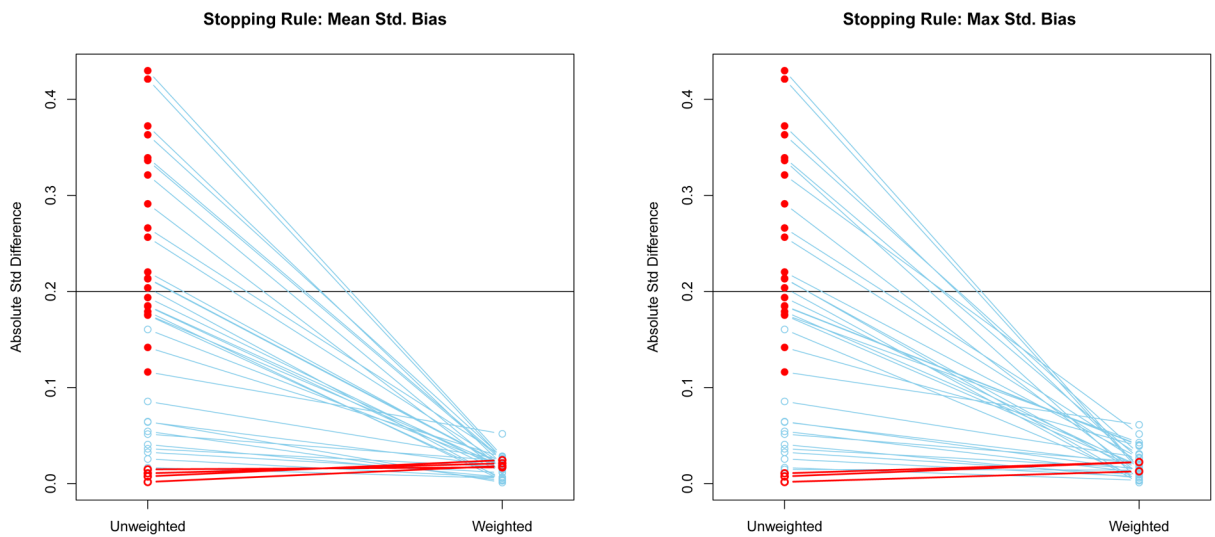 Stopping Rule: Mean Std. Bias
Absolute Std Difference
0.4
0.3
0.2
0.1
0.0
Unweighted
Weighted
Stopping Rule: Max Std. Bias
Absolute Std Difference
0.4
0.3
0.2
0.1
0.0
Unweighted
Weighted